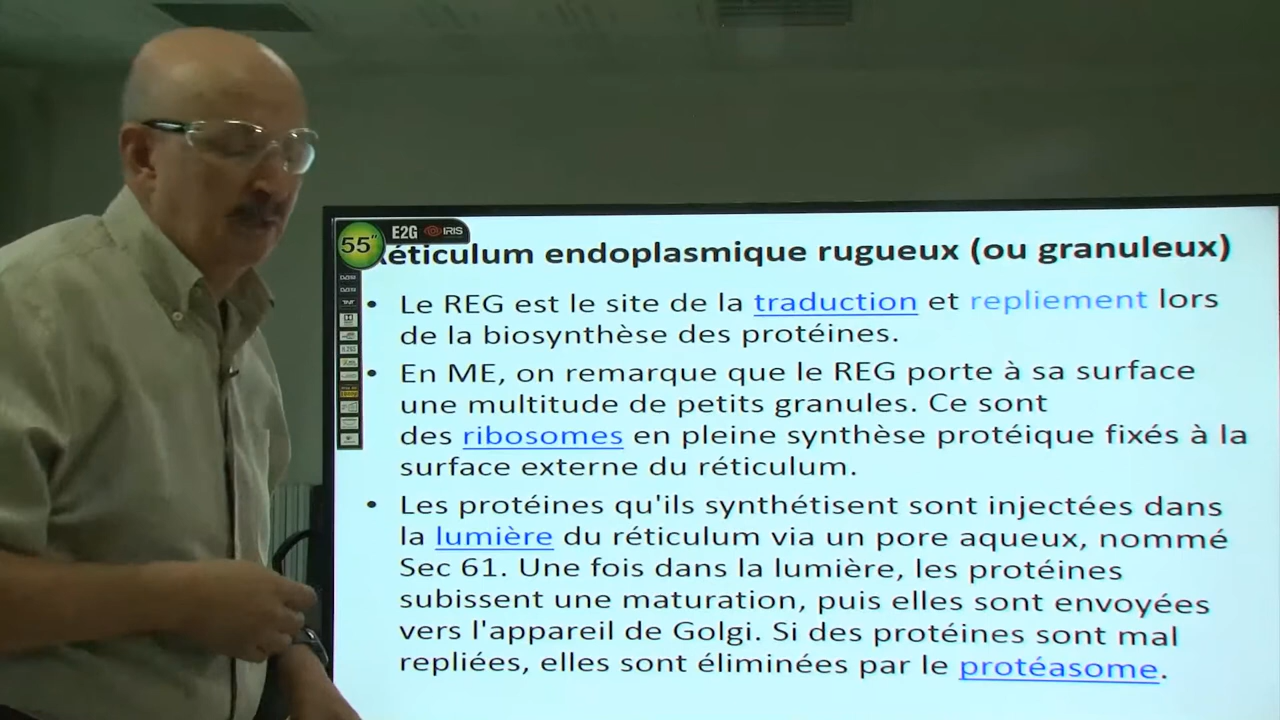 55"
E2G IRIS
éticulum endoplasmique rugueux (ou granuleux)
• Le REG est le site de la traduction et repliement lors
de la biosynthèse des protéines.
• En ME, on remarque que le REG porte à sa surface
une multitude de petits granules. Ce sont
des ribosomes en pleine synthèse protéique fixés à la
surface externe du réticulum.
• Les protéines qu'ils synthétisent sont injectées dans
la lumière du réticulum via un pore aqueux, nommé
Sec 61. Une fois dans la lumière, les protéines
subissent une maturation, puis elles sont envoyées
vers l'appareil de Golgi. Si des protéines sont mal
repliées, elles sont éliminées par le protéasome.